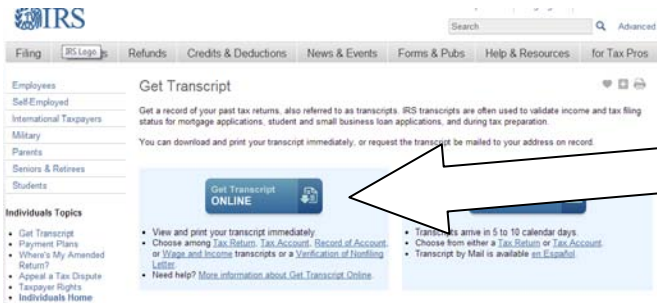 IRS
Search
Advanced
Filing
IRS Logo
s
Refunds
Credits & Deductions
News & Events
Forms & Pubs
Help & Resources
for Tax Pros
Employees
Self-Employed
International Taxpayers
Military
Parents
Seniors & Retirees
Students
Individuals Topics
• Get Transcript
• Payment Plans
• Where's My Amended
Return?
• Appeal a Tax Dispute
• Taxpayer Rights
• Individuals Home
Get Transcript
Get a record of your past tax returns, also referred to as transcripts. IRS transcripts are often used to validate income and tax filing
status for mortgage applications, student and small business loan applications, and during tax preparation.
You can download and print your transcript immediately, or request the transcript be mailed to your address on record.
Get Transcript
ONLINE
• View and print your transcript immediately.
• Choose among Tax Return, Tax Account, Record of Account,
or Wage and Income transcripts or a Verification of Nonfiling
Letter.
• Need help? More information about Get Transcript Online.
• Transcripts arrive in 5 to 10 calendar days.
• Choose from either a Tax Return or Tax Account.
• Transcript by Mail is available en Español.